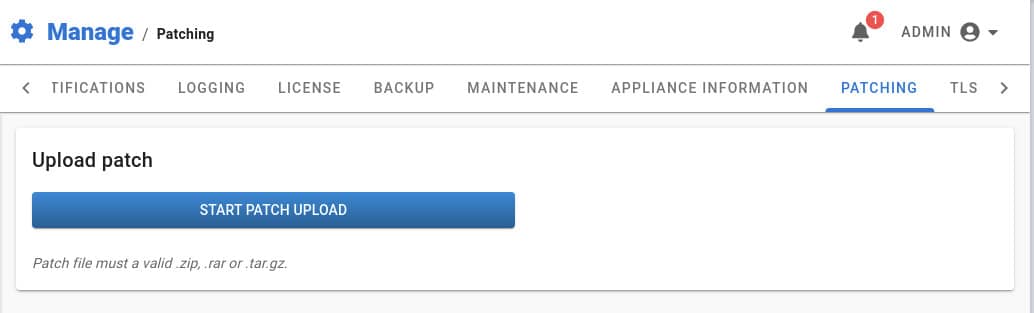 Manage / Patching
1
ADMIN
TIFICATIONS LOGGING LICENSE BACKUP MAINTENANCE APPLIANCE INFORMATION PATCHING TLS
Upload patch
START PATCH UPLOAD
Patch file must a valid .zip, .rar or .tar.gz.